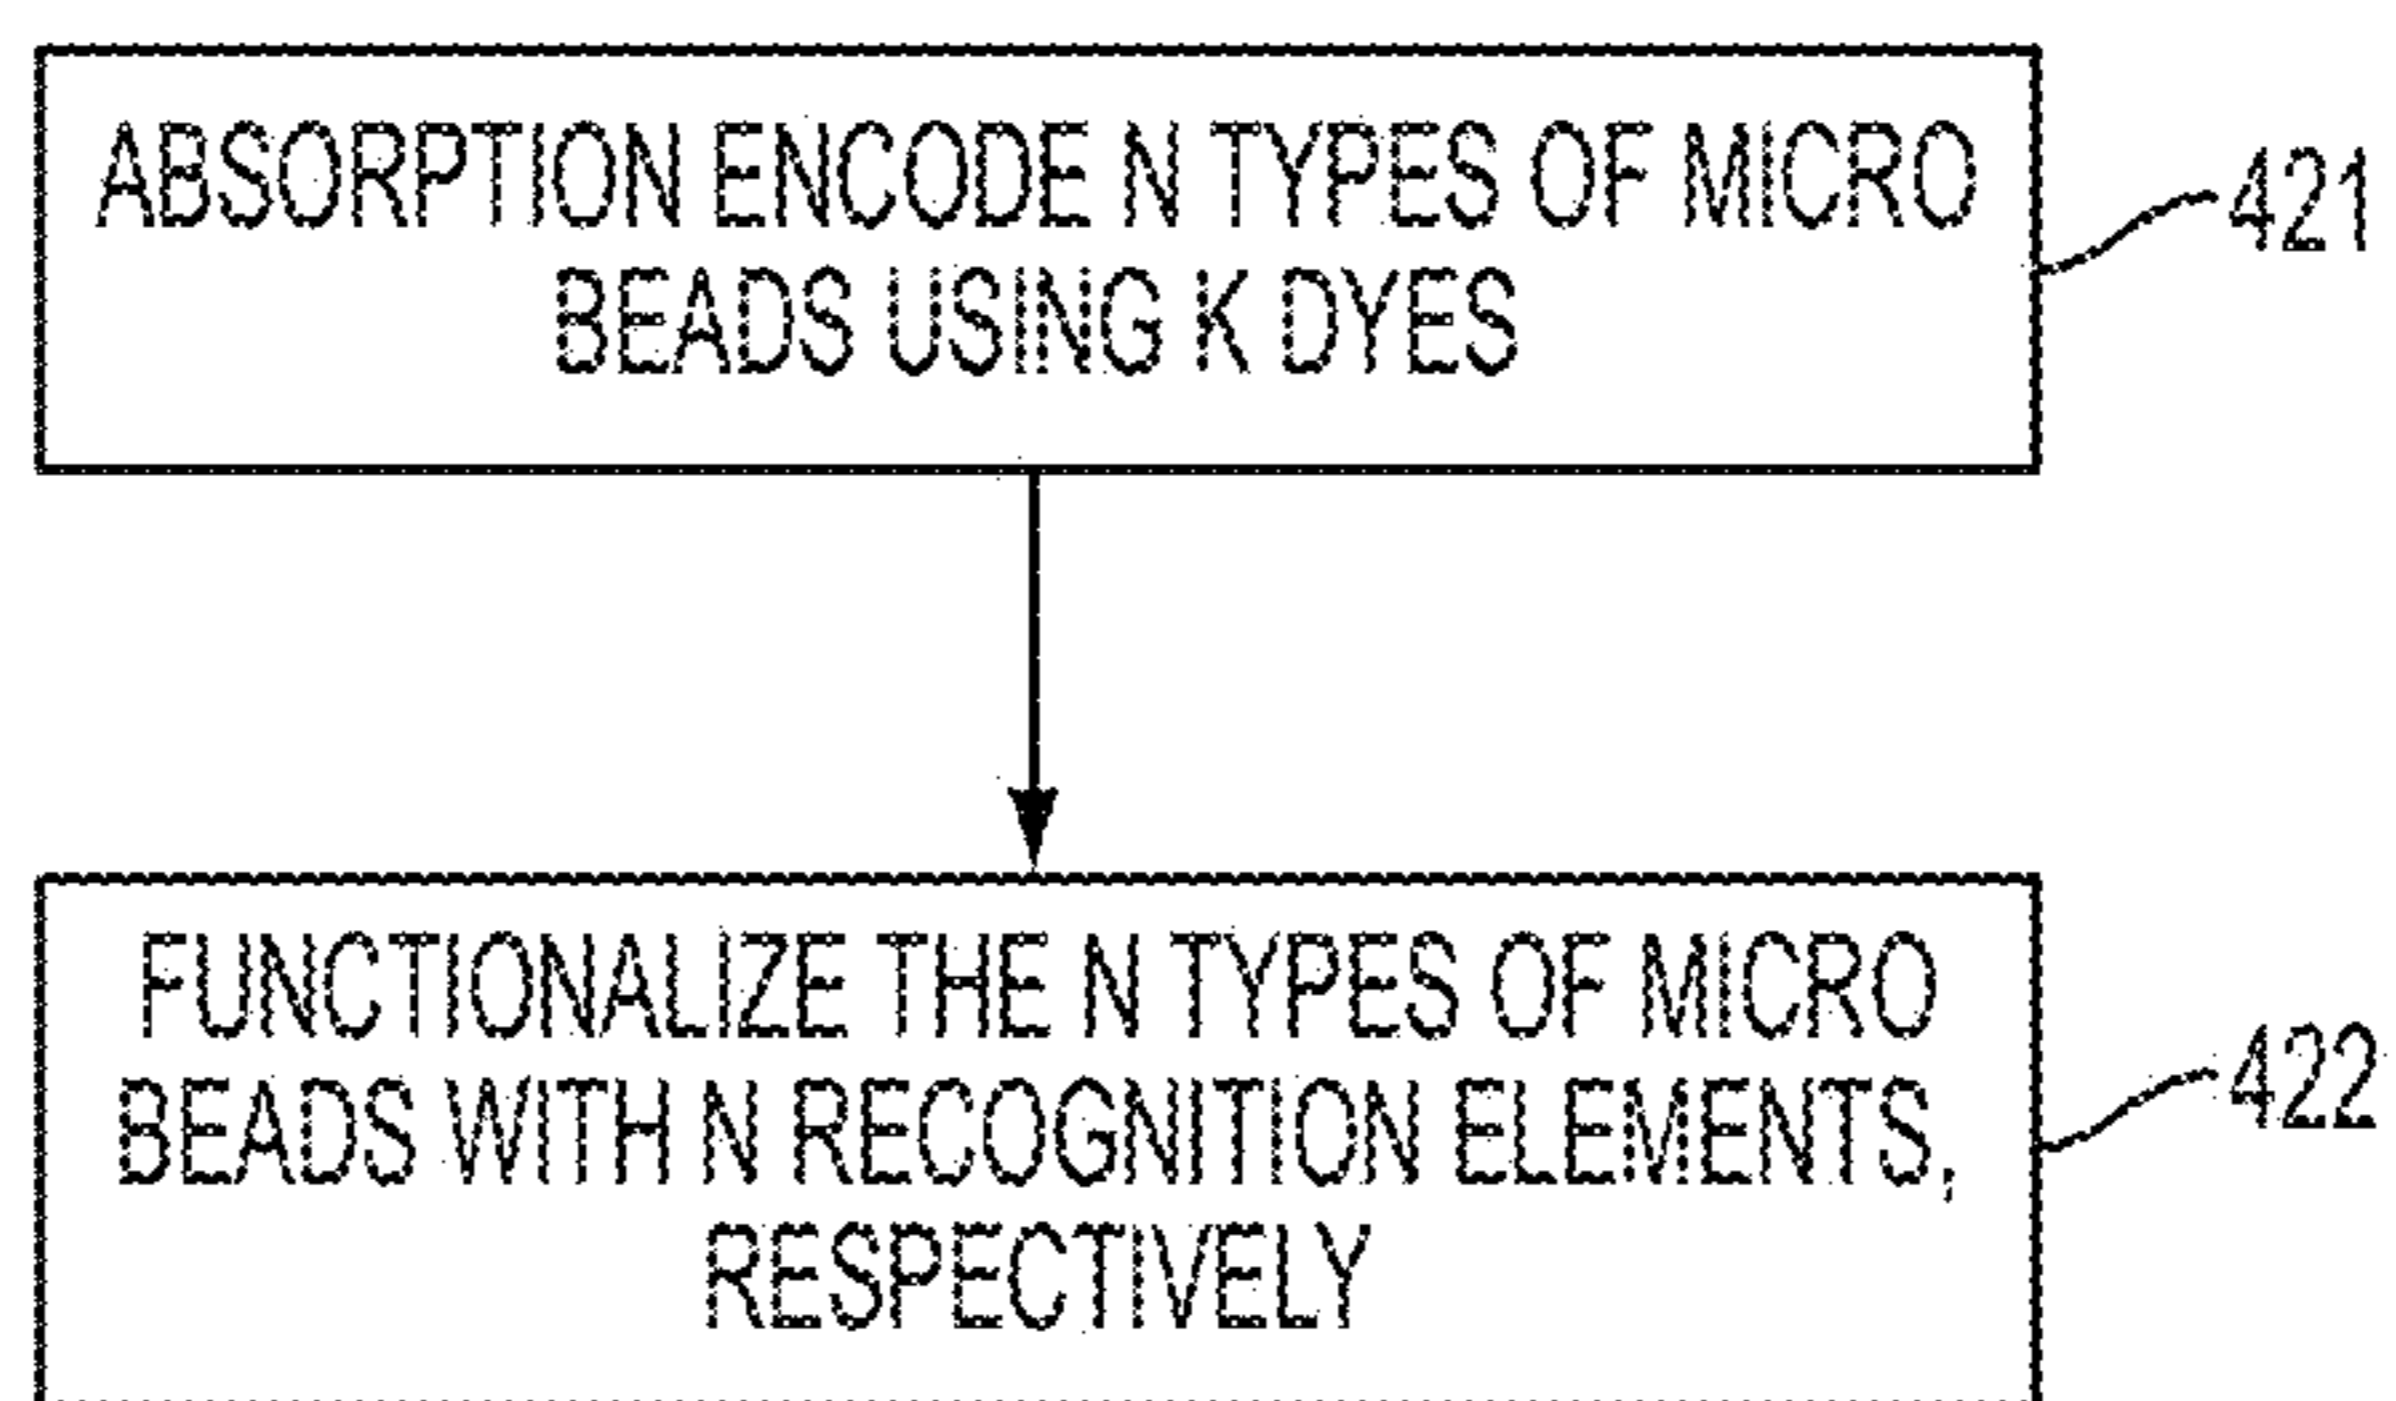 ABSORPTION ENCODE N TYPES OF MICRO
BEADS USING K DYES
421
FUNCTIONALIZE THE N TYPES OF MICRO
BEADS WITH N RECOGNITION ELEMENTS,
RESPECTIVELY
422